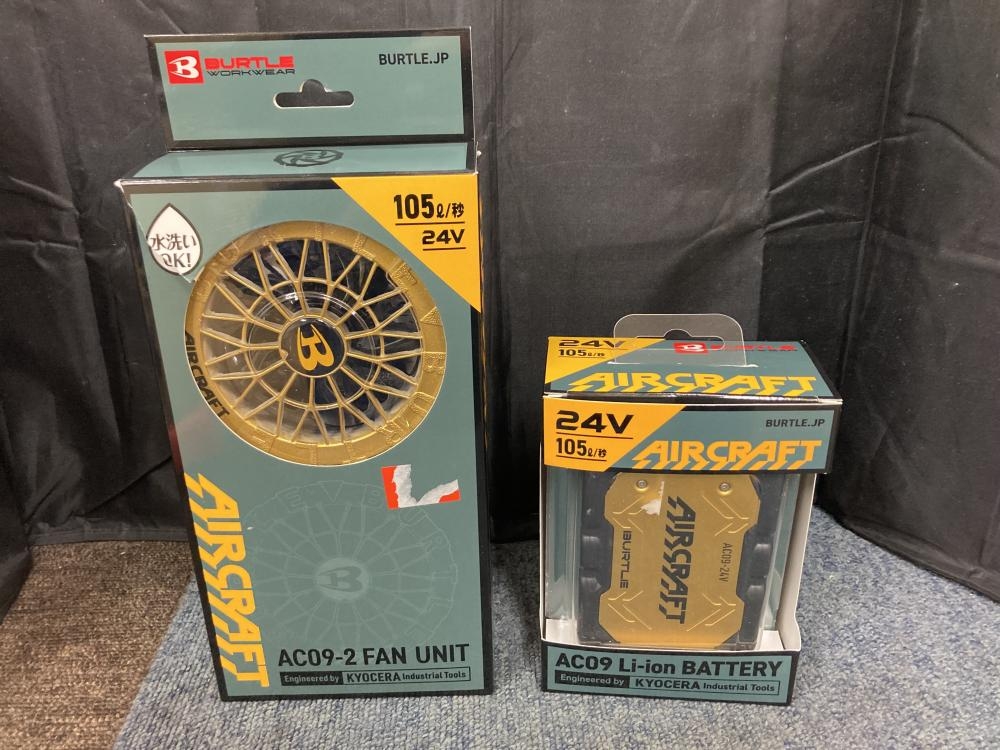 BURTLE
WORKWEAR
BURTLE.JP
105ℓ/秒
24V
水洗い
OK!
B
AIRCRAFT
AIRCRAFT
B
AC09-2 FAN UNIT
Engineered by KYOCERA Industrial Tools
24V
105ℓ/秒
BURTLE
AIRCRAFT
24V
105ℓ/秒
BURTLE.JP
AIRCRAFT
AIRCRAFT
BURTLE
AC09-24V
AC09 Li-ion BATTERY
Engineered by KYOCERA Industrial Tools